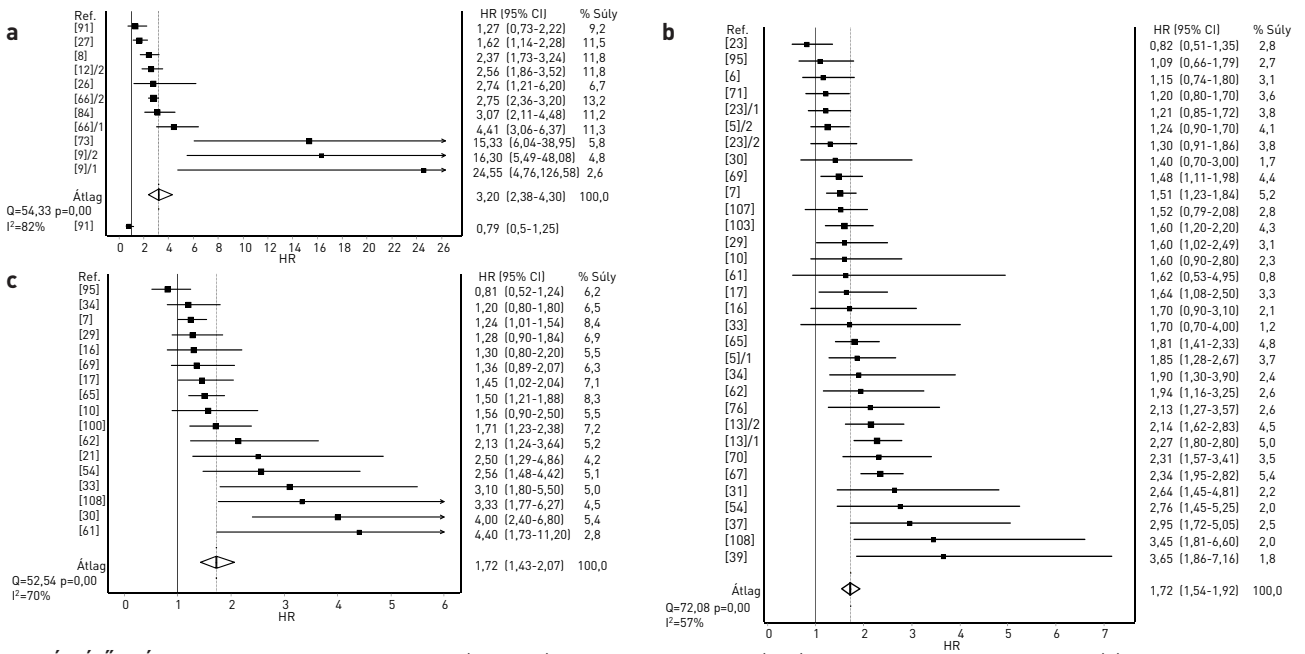 a
Ref. HR (95% CI) % Súly
[91] 1,27 (0,73-2,22) 9,2
[27] 1,62 (1,14-2,28) 11,5
[8] 2,37 (1,73-3,24) 11,8
[12]/2 2,56 (1,86-3,52) 11,8
[26] 2,74 (1,21-6,20) 6,7
[66]/2 2,75 (2,36-3,20) 13,2
[84] 3,07 (2,11-4,48) 11,2
[66]/1 4,41 (3,06-6,37) 11,3
[73] 15,33 (6,04-38,95) 5,8
[9]/2 16,30 (5,49-48,08) 4,8
[9]/1 24,55 (4,76,126,58) 2,6
Átlag 3,20 (2,38-4,30) 100,0
Q=54,33 p=0,00
I²=82%
[91] 0,79 (0,5-1,25)
0 2 4 6 8 10 12 14 16 18 20 22 24 26
HR
c
Ref. HR (95% CI) % Súly
[95] 0,81 (0,52-1,24) 6,2
[34] 1,20 (0,80-1,80) 6,5
[7] 1,24 (1,01-1,54) 8,4
[29] 1,28 (0,90-1,84) 6,9
[16] 1,30 (0,80-2,20) 5,5
[69] 1,36 (0,89-2,07) 6,3
[17] 1,45 (1,02-2,04) 7,1
[65] 1,50 (1,21-1,88) 8,3
[10] 1,56 (0,90-2,50) 5,5
[100] 1,71 (1,23-2,38) 7,2
[62] 2,13 (1,24-3,64) 5,2
[21] 2,50 (1,29-4,86) 4,2
[54] 2,56 (1,48-4,42) 5,1
[33] 3,10 (1,80-5,50) 5,0
[108] 3,33 (1,77-6,27) 4,5
[30] 4,00 (2,40-6,80) 5,4
[61] 4,40 (1,73-11,20) 2,8
Átlag 1,72 (1,43-2,07) 100,0
Q=52,54 p=0,00
I²=70%
0 1 2 3 4 5 6
HR
b
Ref. HR (95% CI) % Súly
[23] 0,82 (0,51-1,35) 2,8
[95] 1,09 (0,66-1,79) 2,7
[6] 1,15 (0,74-1,80) 3,1
[71] 1,20 (0,80-1,70) 3,6
[23]/1 1,21 (0,85-1,72) 3,8
[5]/2 1,24 (0,90-1,70) 4,1
[23]/2 1,30 (0,91-1,86) 3,8
[30] 1,40 (0,70-3,00) 1,7
[69] 1,48 (1,11-1,98) 4,4
[7] 1,51 (1,23-1,84) 5,2
[107] 1,52 (0,79-2,08) 2,8
[103] 1,60 (1,20-2,20) 4,3
[29] 1,60 (1,02-2,49) 3,1
[10] 1,60 (0,90-2,80) 2,3
[61] 1,62 (0,53-4,95) 0,8
[17] 1,64 (1,08-2,50) 3,3
[16] 1,70 (0,90-3,10) 2,1
[33] 1,70 (0,70-4,00) 1,2
[65] 1,81 (1,41-2,33) 4,8
[5]/1 1,85 (1,28-2,67) 3,7
[34] 1,90 (1,30-3,90) 2,4
[62] 1,94 (1,16-3,25) 2,6
[76] 2,13 (1,27-3,57) 2,6
[13]/2 2,14 (1,62-2,83) 4,5
[13]/1 2,27 (1,80-2,80) 5,0
[70] 2,31 (1,57-3,41) 3,5
[67] 2,34 (1,95-2,82) 5,4
[31] 2,64 (1,45-4,81) 2,2
[54] 2,76 (1,45-5,25) 2,0
[37] 2,95 (1,72-5,05) 2,5
[108] 3,45 (1,81-6,60) 2,0
[39] 3,65 (1,86-7,16) 1,8
Átlag 1,72 (1,54-1,92) 100,0
Q=72,08 p=0,00
I²=57%
0 1 2 3 4 5 6 7
HR